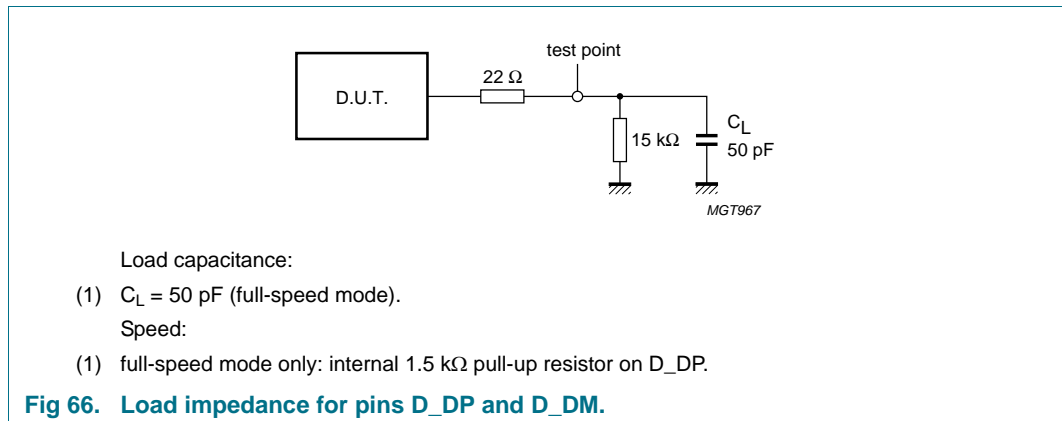 test point
22 Ω
D.U.T.
15 kΩ
CL
50 pF
MGT967
Load capacitance:
(1) CL = 50 pF (full-speed mode).
Speed:
(1) full-speed mode only: internal 1.5 kΩ pull-up resistor on D_DP.
Fig 66. Load impedance for pins D_DP and D_DM.